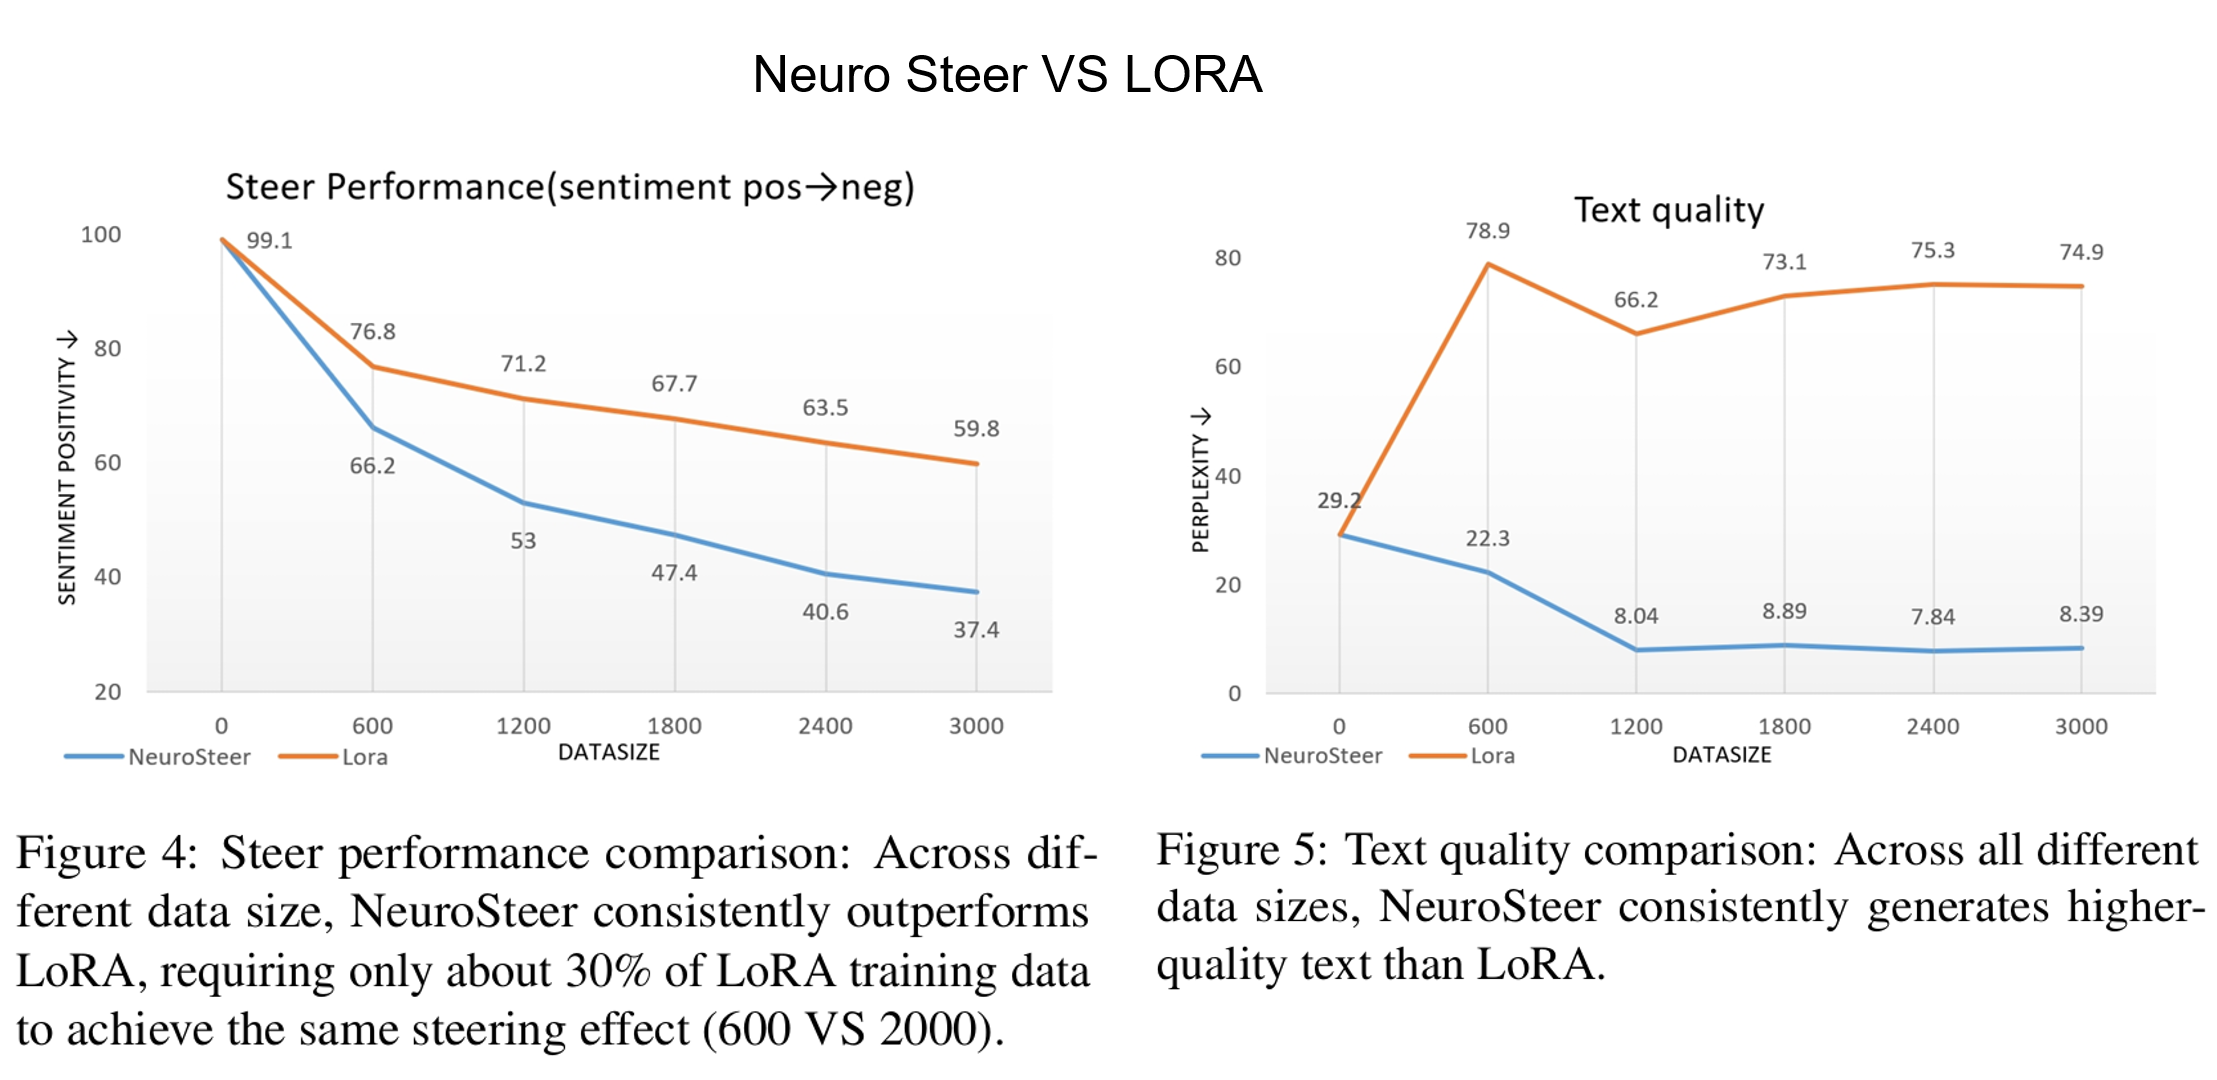 Neuro Steer VS LORA
Steer Performance(sentiment pos→neg)
100
80
60
40
20
SENTIMENT POSITIVITY ↓
99.1
76.8
71.2
67.7
63.5
59.8
66.2
53
47.4
40.6
37.4
0 600 1200 1800 2400 3000
DATASIZE
NeuroSteer Lora
Text quality
80
60
40
20
0
PERPLEXITY ↓
29.2
78.9
66.2
73.1
75.3
74.9
22.3
8.04
8.89
7.84
8.39
0 600 1200 1800 2400 3000
DATASIZE
NeuroSteer Lora
Figure 4: Steer performance comparison: Across dif-
ferent data size, NeuroSteer consistently outperforms
LoRA, requiring only about 30% of LoRA training data
to achieve the same steering effect (600 VS 2000).
Figure 5: Text quality comparison: Across all different
data sizes, NeuroSteer consistently generates higher-
quality text than LoRA.